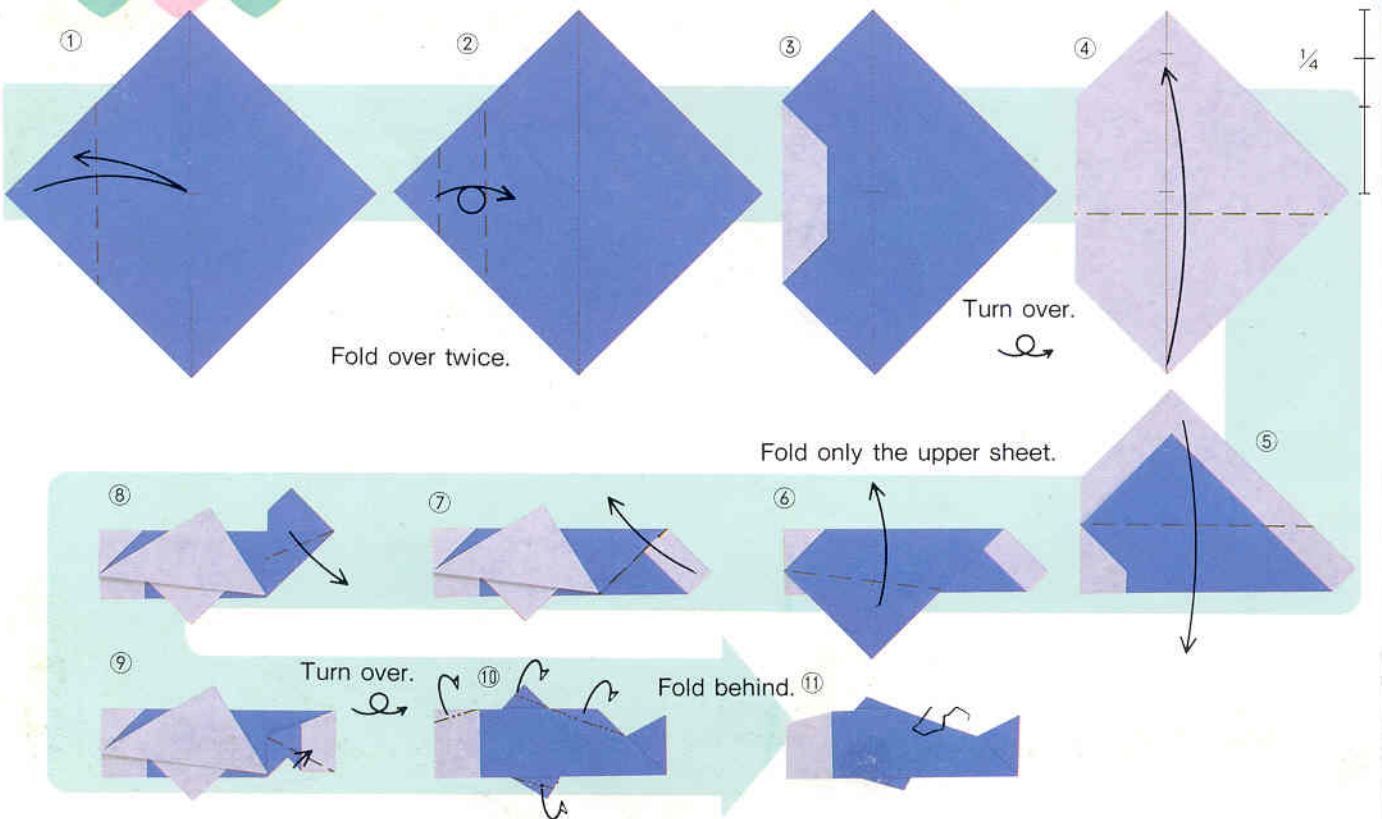 ①
②
③
④
1/4
Turn over.
Fold over twice.
Fold only the upper sheet.
⑤
⑥
⑦
⑧
⑨
Turn over.
⑩
Fold behind.
⑪